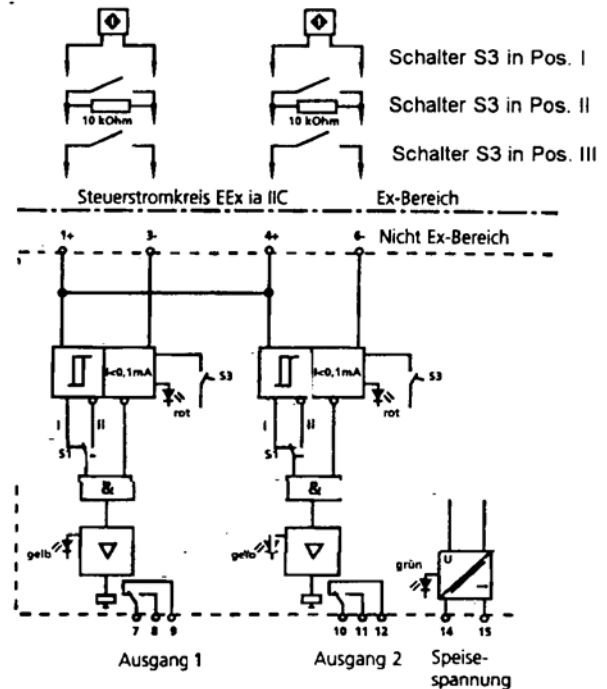 Schalter S3 in Pos. I
10 kOhm 10 kOhm Schalter S3 in Pos. II
Schalter S3 in Pos. III
Steuerstromkreis EEx ia IIC Ex-Bereich
1+ 3- 4+ 6- Nicht Ex-Bereich
I<0,1mA S3 I<0,1mA S3
rot rot
I II I II
S1 S1
& &
gelb gelb grün U
7 8 9 10 11 12 14 15
Ausgang 1 Ausgang 2 Speise-
spannung